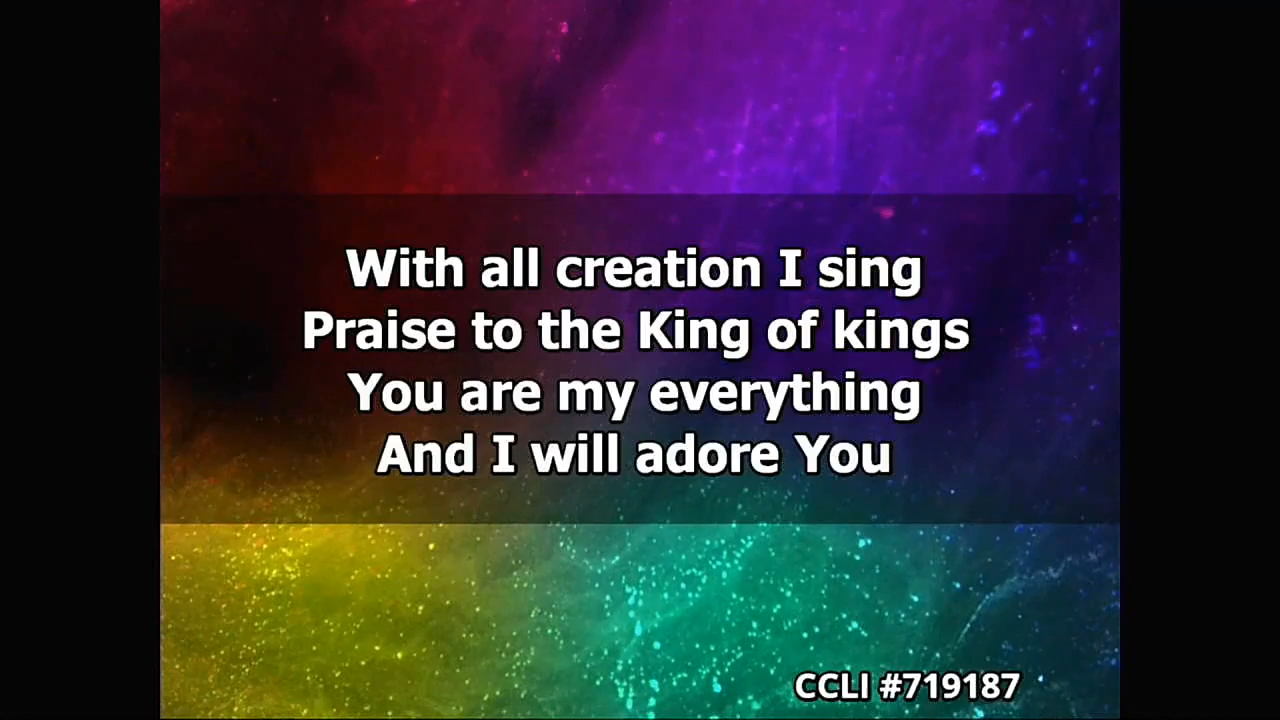 With all creation I sing
Praise to the King of kings
You are my everything
And I will adore You
CCLI #719187